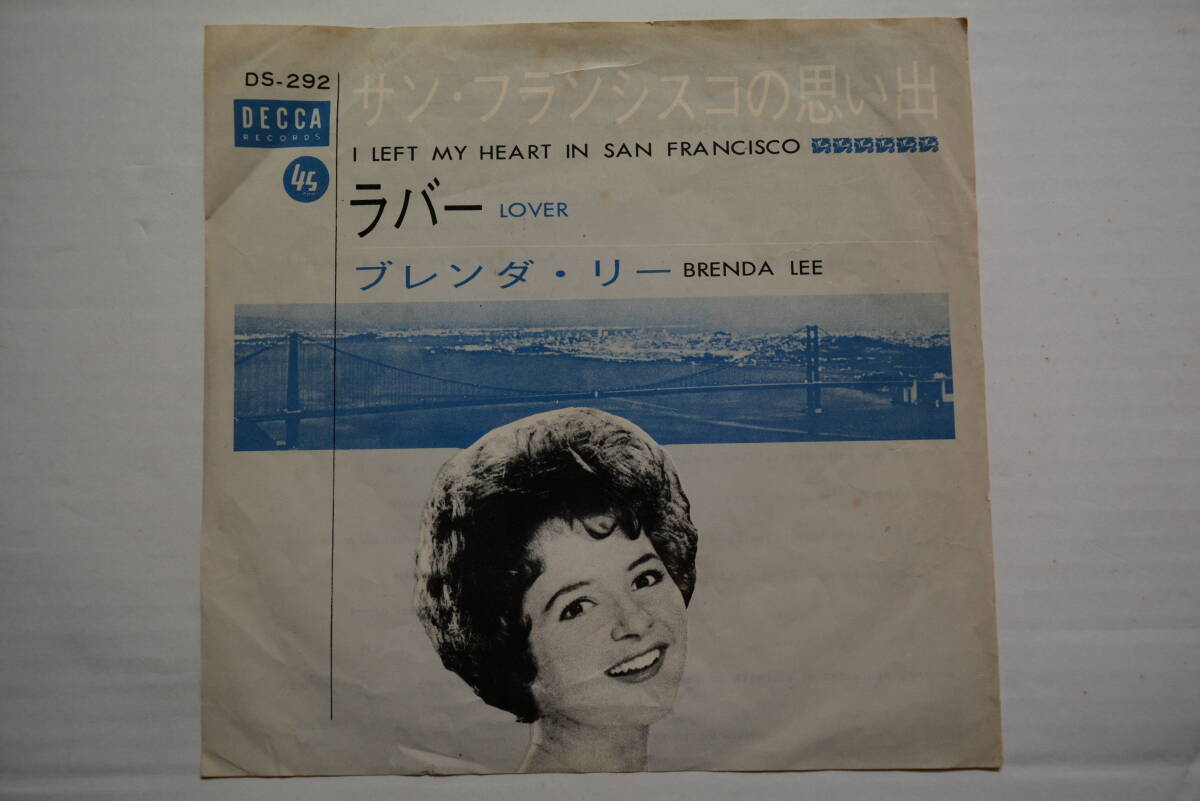 DS-292
DECCA
RECORDS
45
サン・フランシスコの思い出
I LEFT MY HEART IN SAN FRANCISCO
ラバー LOVER
ブレンダ・リー BRENDA LEE